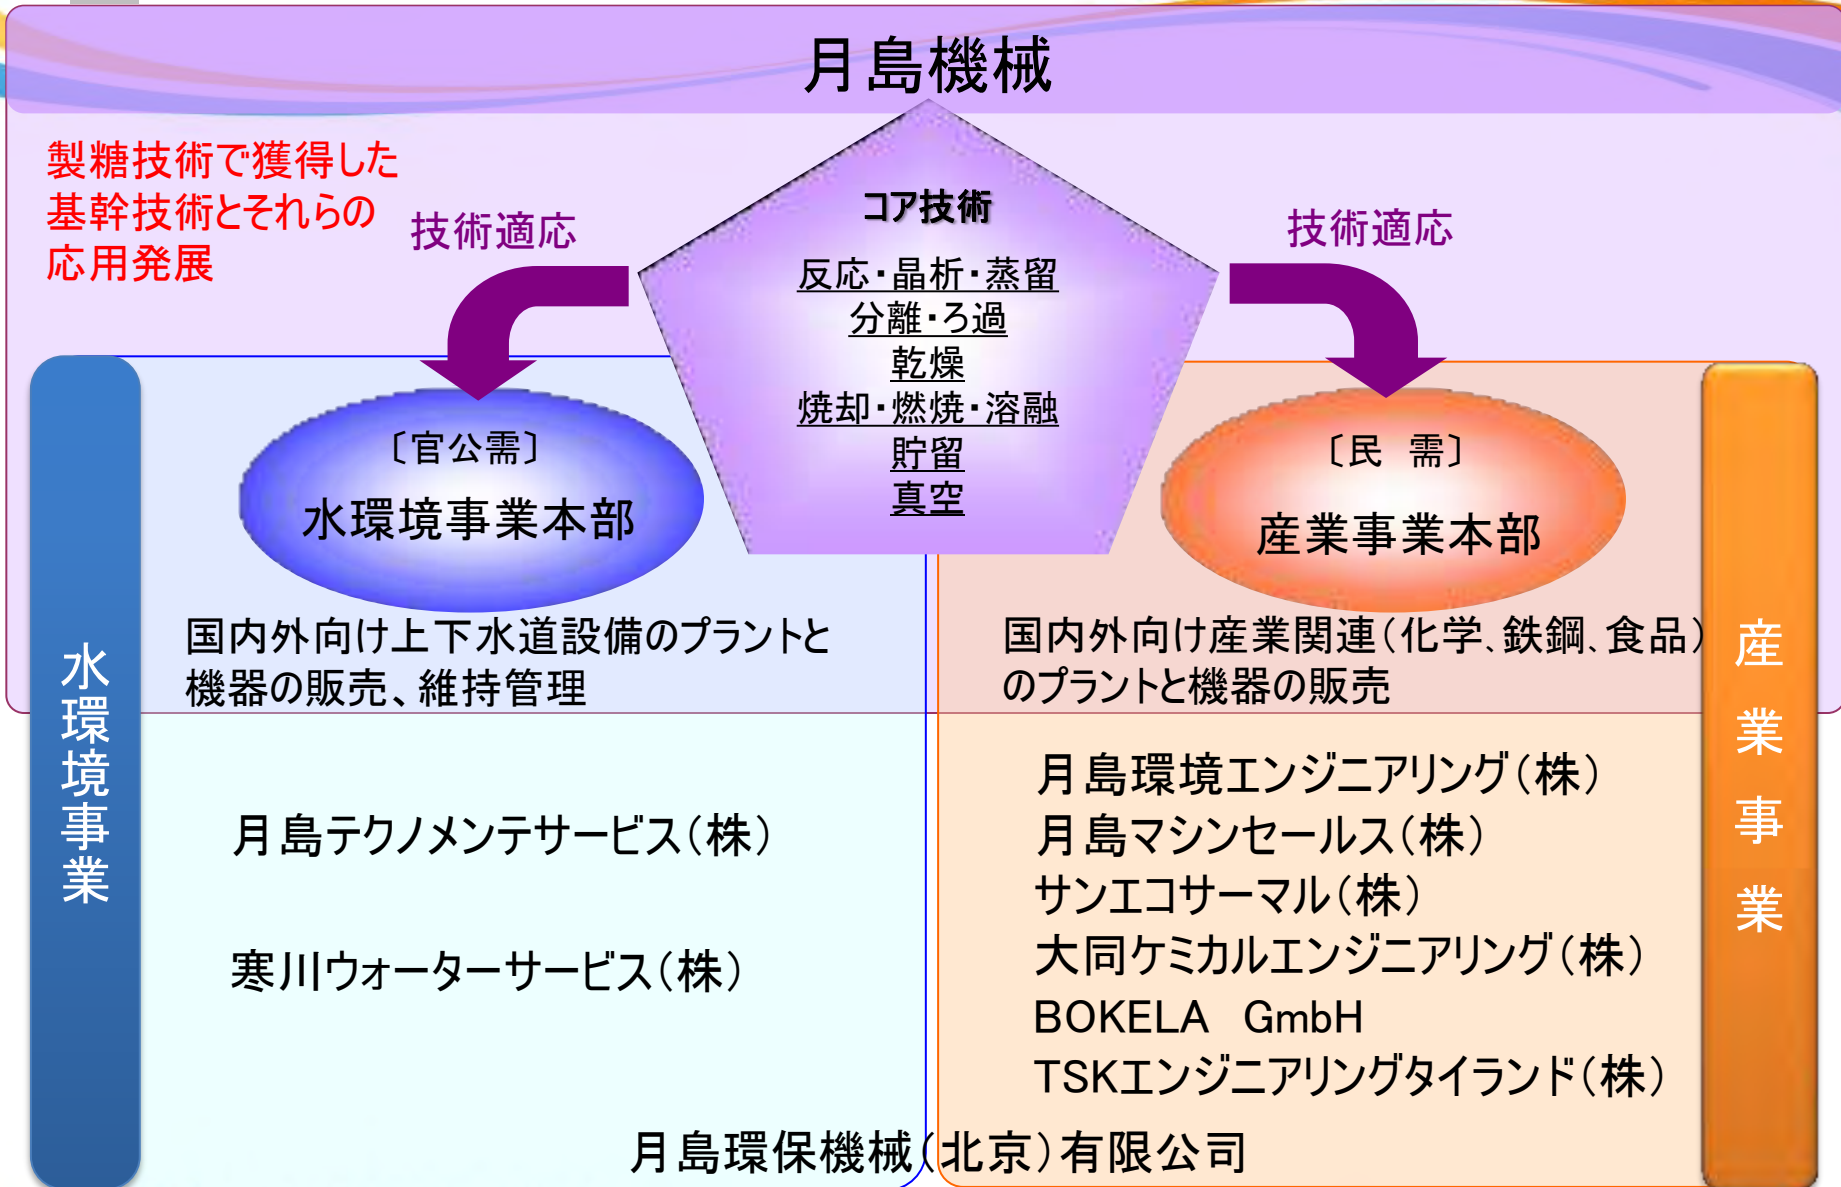 月島機械
製糖技術で獲得した
基幹技術とそれらの
応用発展
技術適応
コア技術
反応・晶析・蒸留
分離・ろ過
乾燥
焼却・燃焼・溶融
貯留
真空
技術適応
〔官公需〕
水環境事業本部
〔民 需〕
産業事業本部
国内外向け上下水道設備のプラントと
機器の販売、維持管理
国内外向け産業関連(化学、鉄鋼、食品)
のプラントと機器の販売
水環境事業
産業事業
月島テクノメンテサービス(株)
寒川ウォーターサービス(株)
月島環境エンジニアリング(株)
月島マシンセールス(株)
サンエコサーマル(株)
大同ケミカルエンジニアリング(株)
BOKELA GmbH
TSKエンジニアリングタイランド(株)
月島環保機械(北京)有限公司